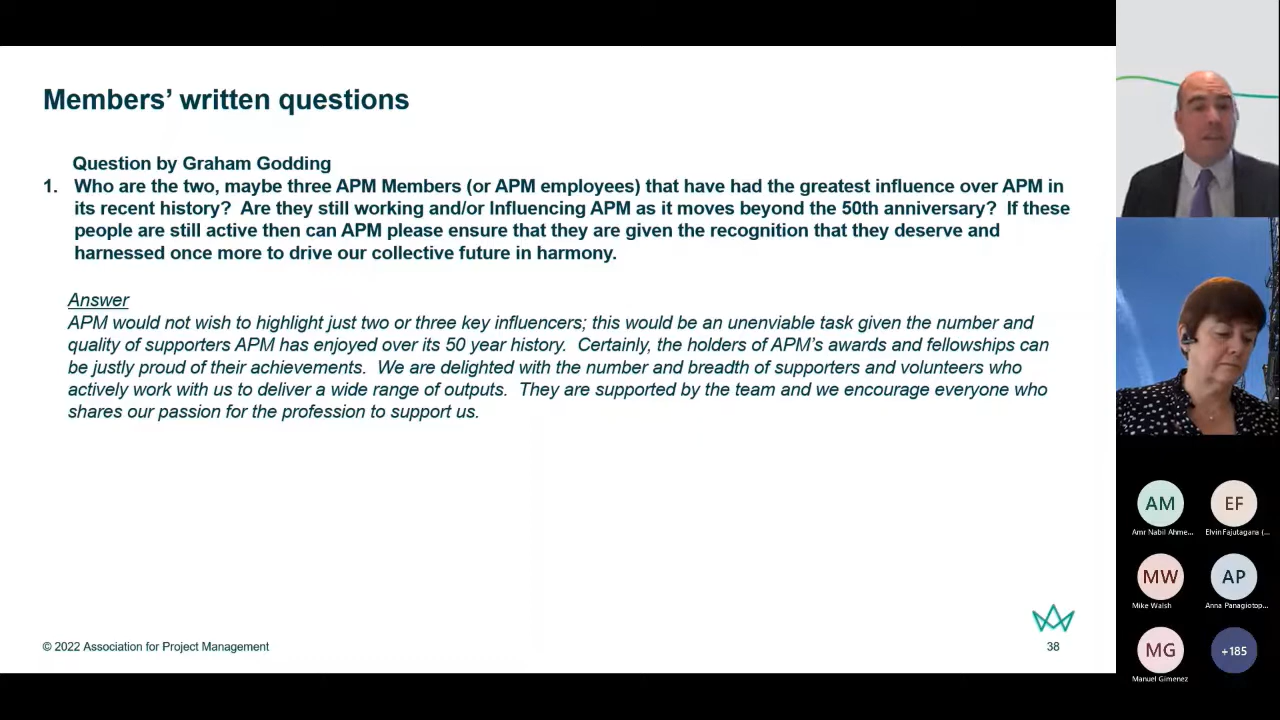 Members' written questions
Question by Graham Godding
1. Who are the two, maybe three APM Members (or APM employees) that have had the greatest influence over APM in
its recent history? Are they still working and/or Influencing APM as it moves beyond the 50th anniversary? If these
people are still active then can APM please ensure that they are given the recognition that they deserve and
harnessed once more to drive our collective future in harmony.
Answer
APM would not wish to highlight just two or three key influencers; this would be an unenviable task given the number and
quality of supporters APM has enjoyed over its 50 year history. Certainly, the holders of APM's awards and fellowships can
be justly proud of their achievements. We are delighted with the number and breadth of supporters and volunteers who
actively work with us to deliver a wide range of outputs. They are supported by the team and we encourage everyone who
shares our passion for the profession to support us.
© 2022 Association for Project Management
38
AM
EF
Amr Nabil Ahme...
Elvin Fajutagana (...
MW
AP
Mike Walsh
Anna Panagiotop...
MG
+185
Manuel Gimenez